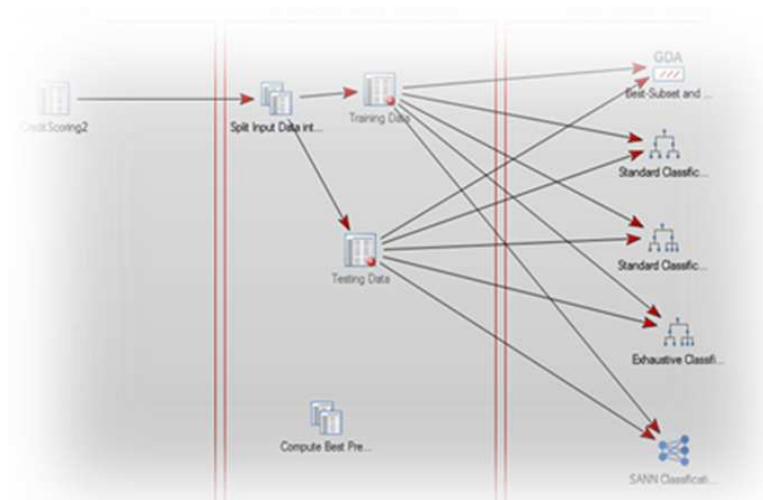 GDA
CreditScoring2
Split Input Data int...
Training Data
Best-Subset and ...
Standard Classific...
Standard Classific...
Testing Data
Exhaustive Classifi...
Compute Best Pre...
SANN Classificati...